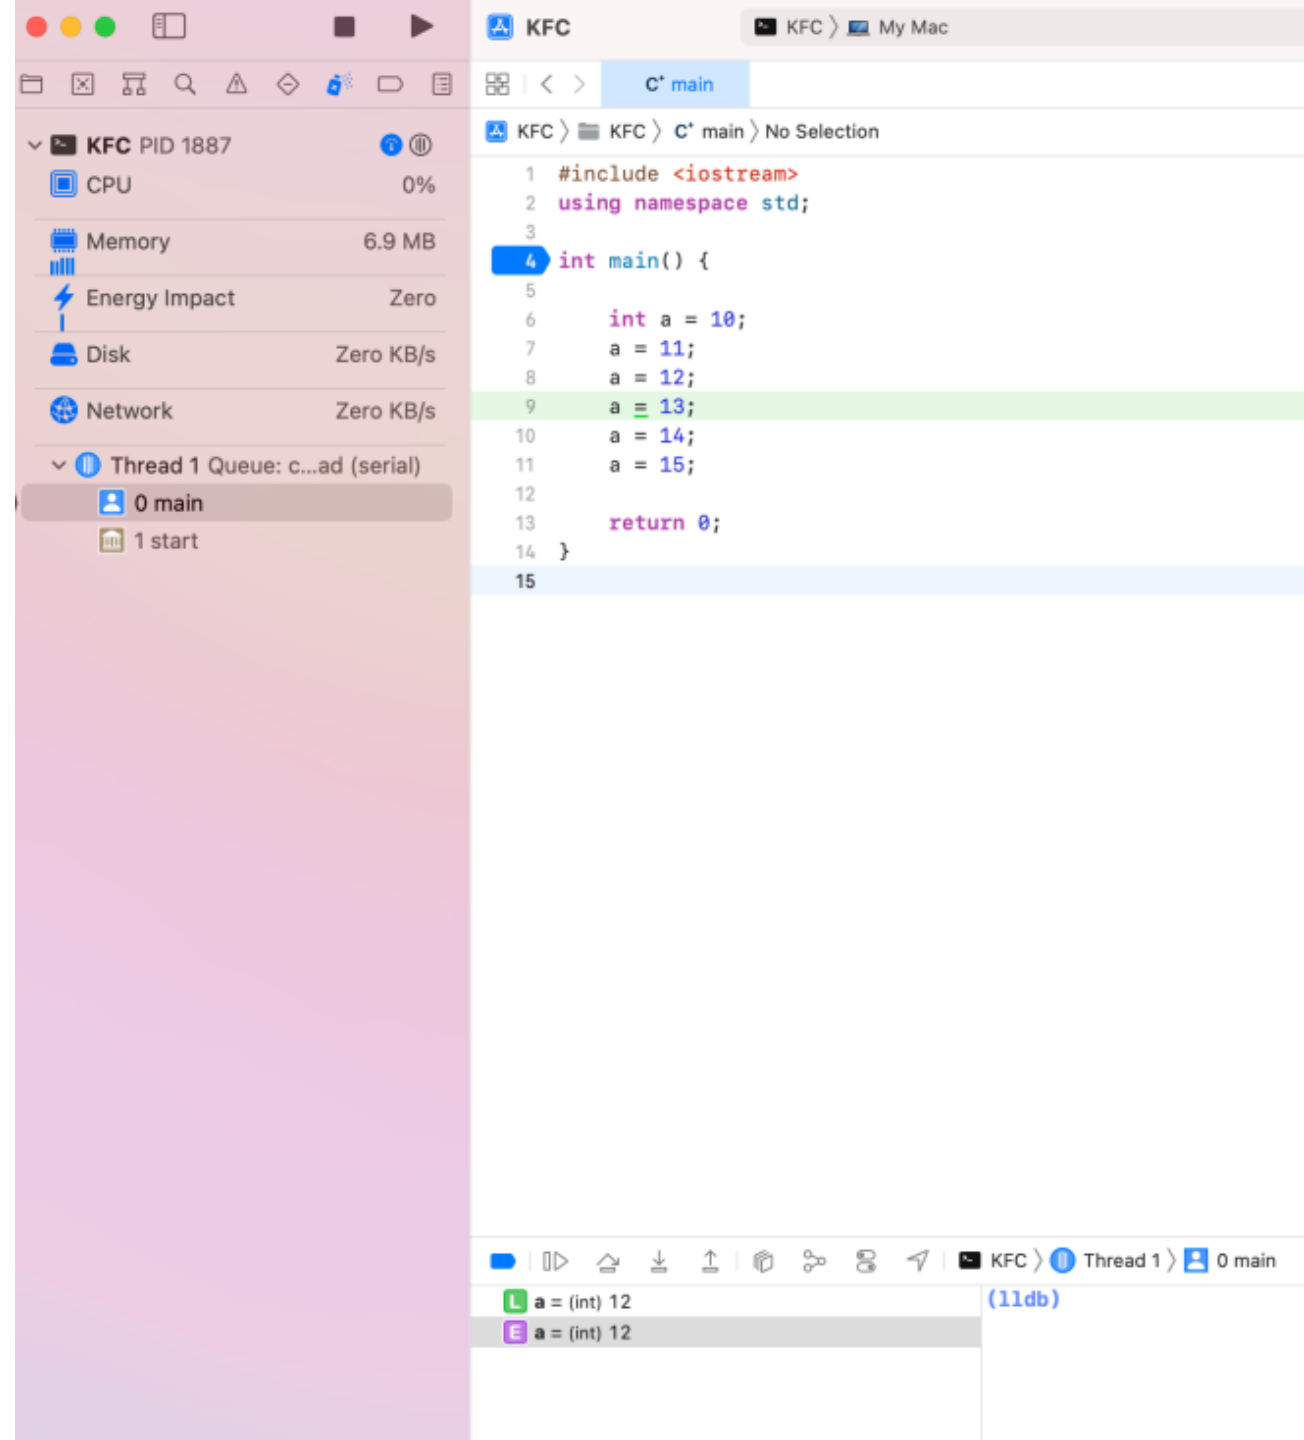 KFC
KFC 〉 My Mac
C⁺ main
KFC 〉 KFC 〉 C⁺ main 〉 No Selection
KFC PID 1887
CPU 0%
Memory 6.9 MB
Energy Impact Zero
Disk Zero KB/s
Network Zero KB/s
Thread 1 Queue: c...ad (serial)
0 main
1 start
1 #include <iostream>
2 using namespace std;
3
4 int main() {
5
6 int a = 10;
7 a = 11;
8 a = 12;
9 a = 13;
10 a = 14;
11 a = 15;
12
13 return 0;
14 }
15
KFC 〉 Thread 1 〉 0 main
L a = (int) 12
E a = (int) 12
(lldb)